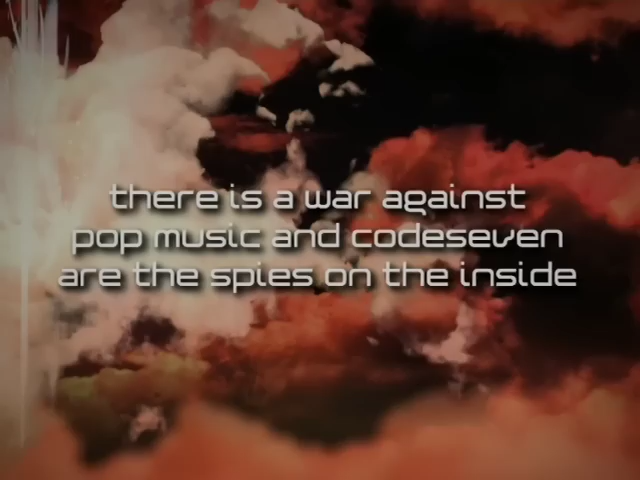 there is a war against
pop music and codeseven
are the spies on the inside